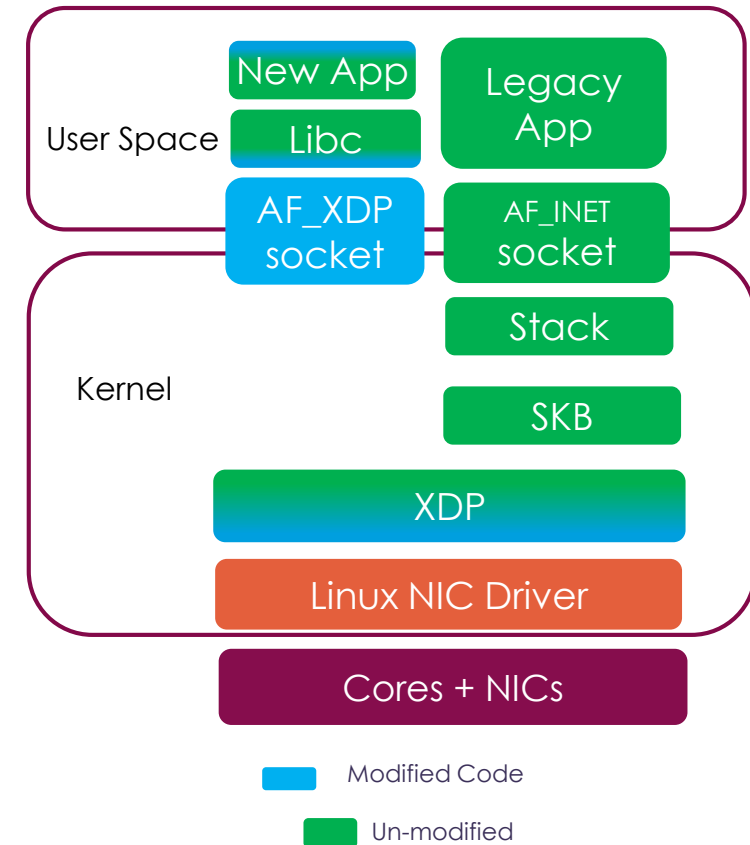 New App
Legacy
App
User Space
Libc
AF_XDP
socket
AF_INET
socket
Stack
Kernel
SKB
XDP
Linux NIC Driver
Cores + NICs
Modified Code
Un-modified